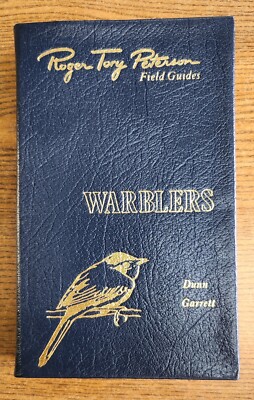 Roger Tory Peterson
Field Guides
WARBLERS
Dunn
Garrett